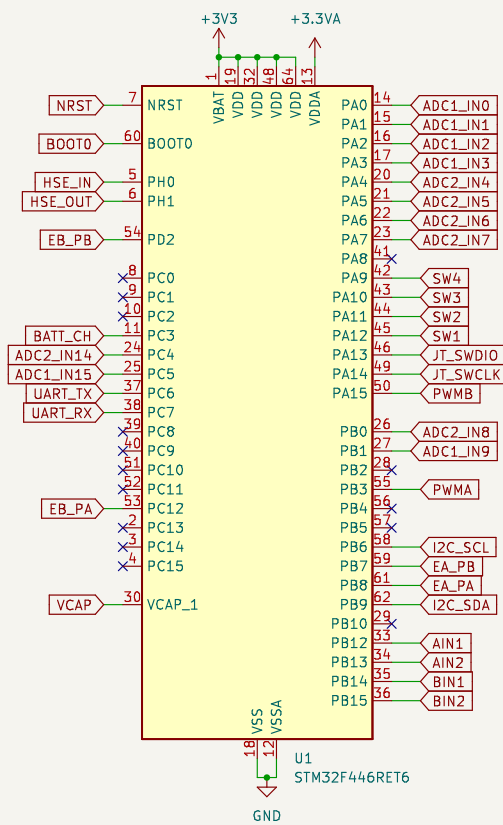 +3V3 +3.3VA
1 19 32 48 64 13
VBAT VDD VDD VDD VDD VDDA
NRST 7 NRST PA0 14 ADC1_IN0
PA1 15 ADC1_IN1
BOOT0 60 BOOT0 PA2 16 ADC1_IN2
PA3 17 ADC1_IN3
HSE_IN 5 PH0 PA4 20 ADC2_IN4
HSE_OUT 6 PH1 PA5 21 ADC2_IN5
PA6 22 ADC2_IN6
EB_PB 54 PD2 PA7 23 ADC2_IN7
PA8 41
8 PC0 PA9 42 SW4
9 PC1 PA10 43 SW3
10 PC2 PA11 44 SW2
BATT_CH 11 PC3 PA12 45 SW1
ADC2_IN14 24 PC4 PA13 46 JT_SWDIO
ADC1_IN15 25 PC5 PA14 49 JT_SWCLK
UART_TX 37 PC6 PA15 50 PWMB
UART_RX 38 PC7
39 PC8 PB0 26 ADC2_IN8
40 PC9 PB1 27 ADC1_IN9
51 PC10 PB2 28
52 PC11 PB3 55 PWMA
EB_PA 53 PC12 PB4 56
2 PC13 PB5 57
3 PC14 PB6 58 I2C_SCL
4 PC15 PB7 59 EA_PB
PB8 61 EA_PA
VCAP 30 VCAP_1 PB9 62 I2C_SDA
PB10 29
PB12 33 AIN1
PB13 34 AIN2
PB14 35 BIN1
PB15 36 BIN2
VSS VSSA
18 12
U1
STM32F446RET6
GND